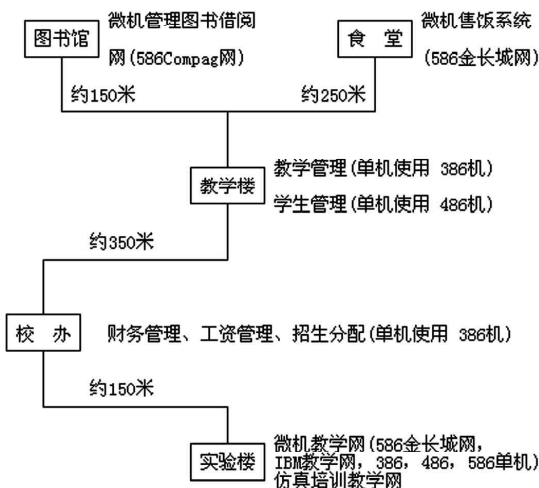 图书馆
微机管理图书借阅
网(586Compag网)
食 堂
微机售饭系统
(586金长城网)
约150米
约250米
教学楼
教学管理(单机使用 386机)
学生管理(单机使用 486机)
约350米
校 办
财务管理、工资管理、招生分配(单机使用 386机)
约150米
实验楼
微机教学网(586金长城网,
IBM教学网, 386, 486, 586单机)
仿真培训教学网